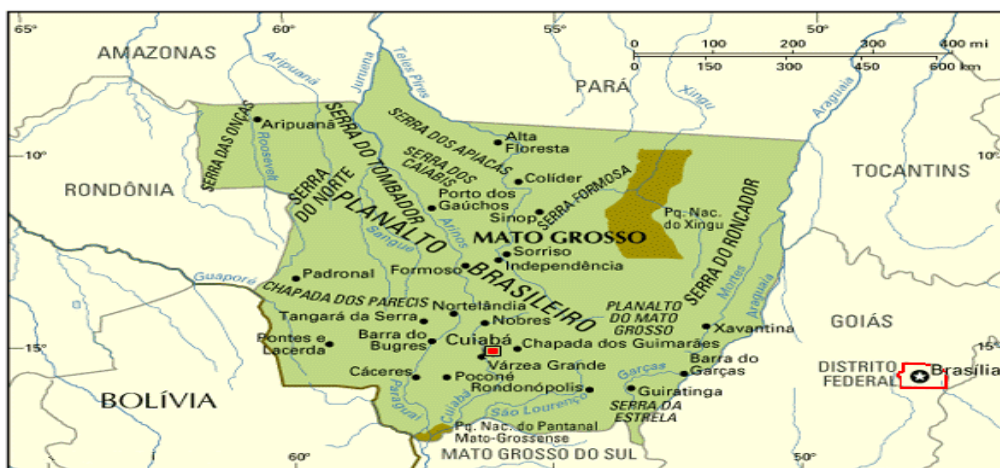 65°
60°
55°
50°
AMAZONAS
Aripuanã
Juruena
Teles Pires
PARÁ
Xingu
Araguaia
0 100 200 300 400 mi
0 150 300 450 600 km
SERRA DAS ONÇAS
Aripuanã
Roosevelt
SERRA DO TOMBADOR
SERRA DOS APIACÁS
Alta
Floresta
10°
10°
RONDÔNIA
TOCANTINS
SERRA
DO NORTE
SERRA DOS
CAIABIS
Colíder
SERRA FORMOSA
Porto dos
Gaúchos
Sinop
Pq. Nac.
do Xingu
SERRA DO RONCADOR
PLANALTO
BRASILEIRO
Sangue
Arinos
MATO GROSSO
Sorriso
Independência
Formoso
Guaporé
Padronal
CHAPADA DOS PARECIS
Mortes
Araguaia
Nortelândia
Tangará da Serra
Nobres
PLANALTO
DO MATO
GROSSO
Xavantina
GOIÁS
Pontes e
Lacerda
Barra do
Bugres
Cuiabá
Chapada dos Guimarães
Várzea Grande
15°
15°
DISTRITO
FEDERAL
Brasília
Cáceres
Poconé
Rondonópolis
Garças
Barra do
Garças
Guiratinga
BOLÍVIA
Paraguai
Cuiabá
São Lourenço
SERRA DA
ESTRELA
Pq. Nac. do Pantanal
Mato-Grossense
MATO GROSSO DO SUL
60°
50°